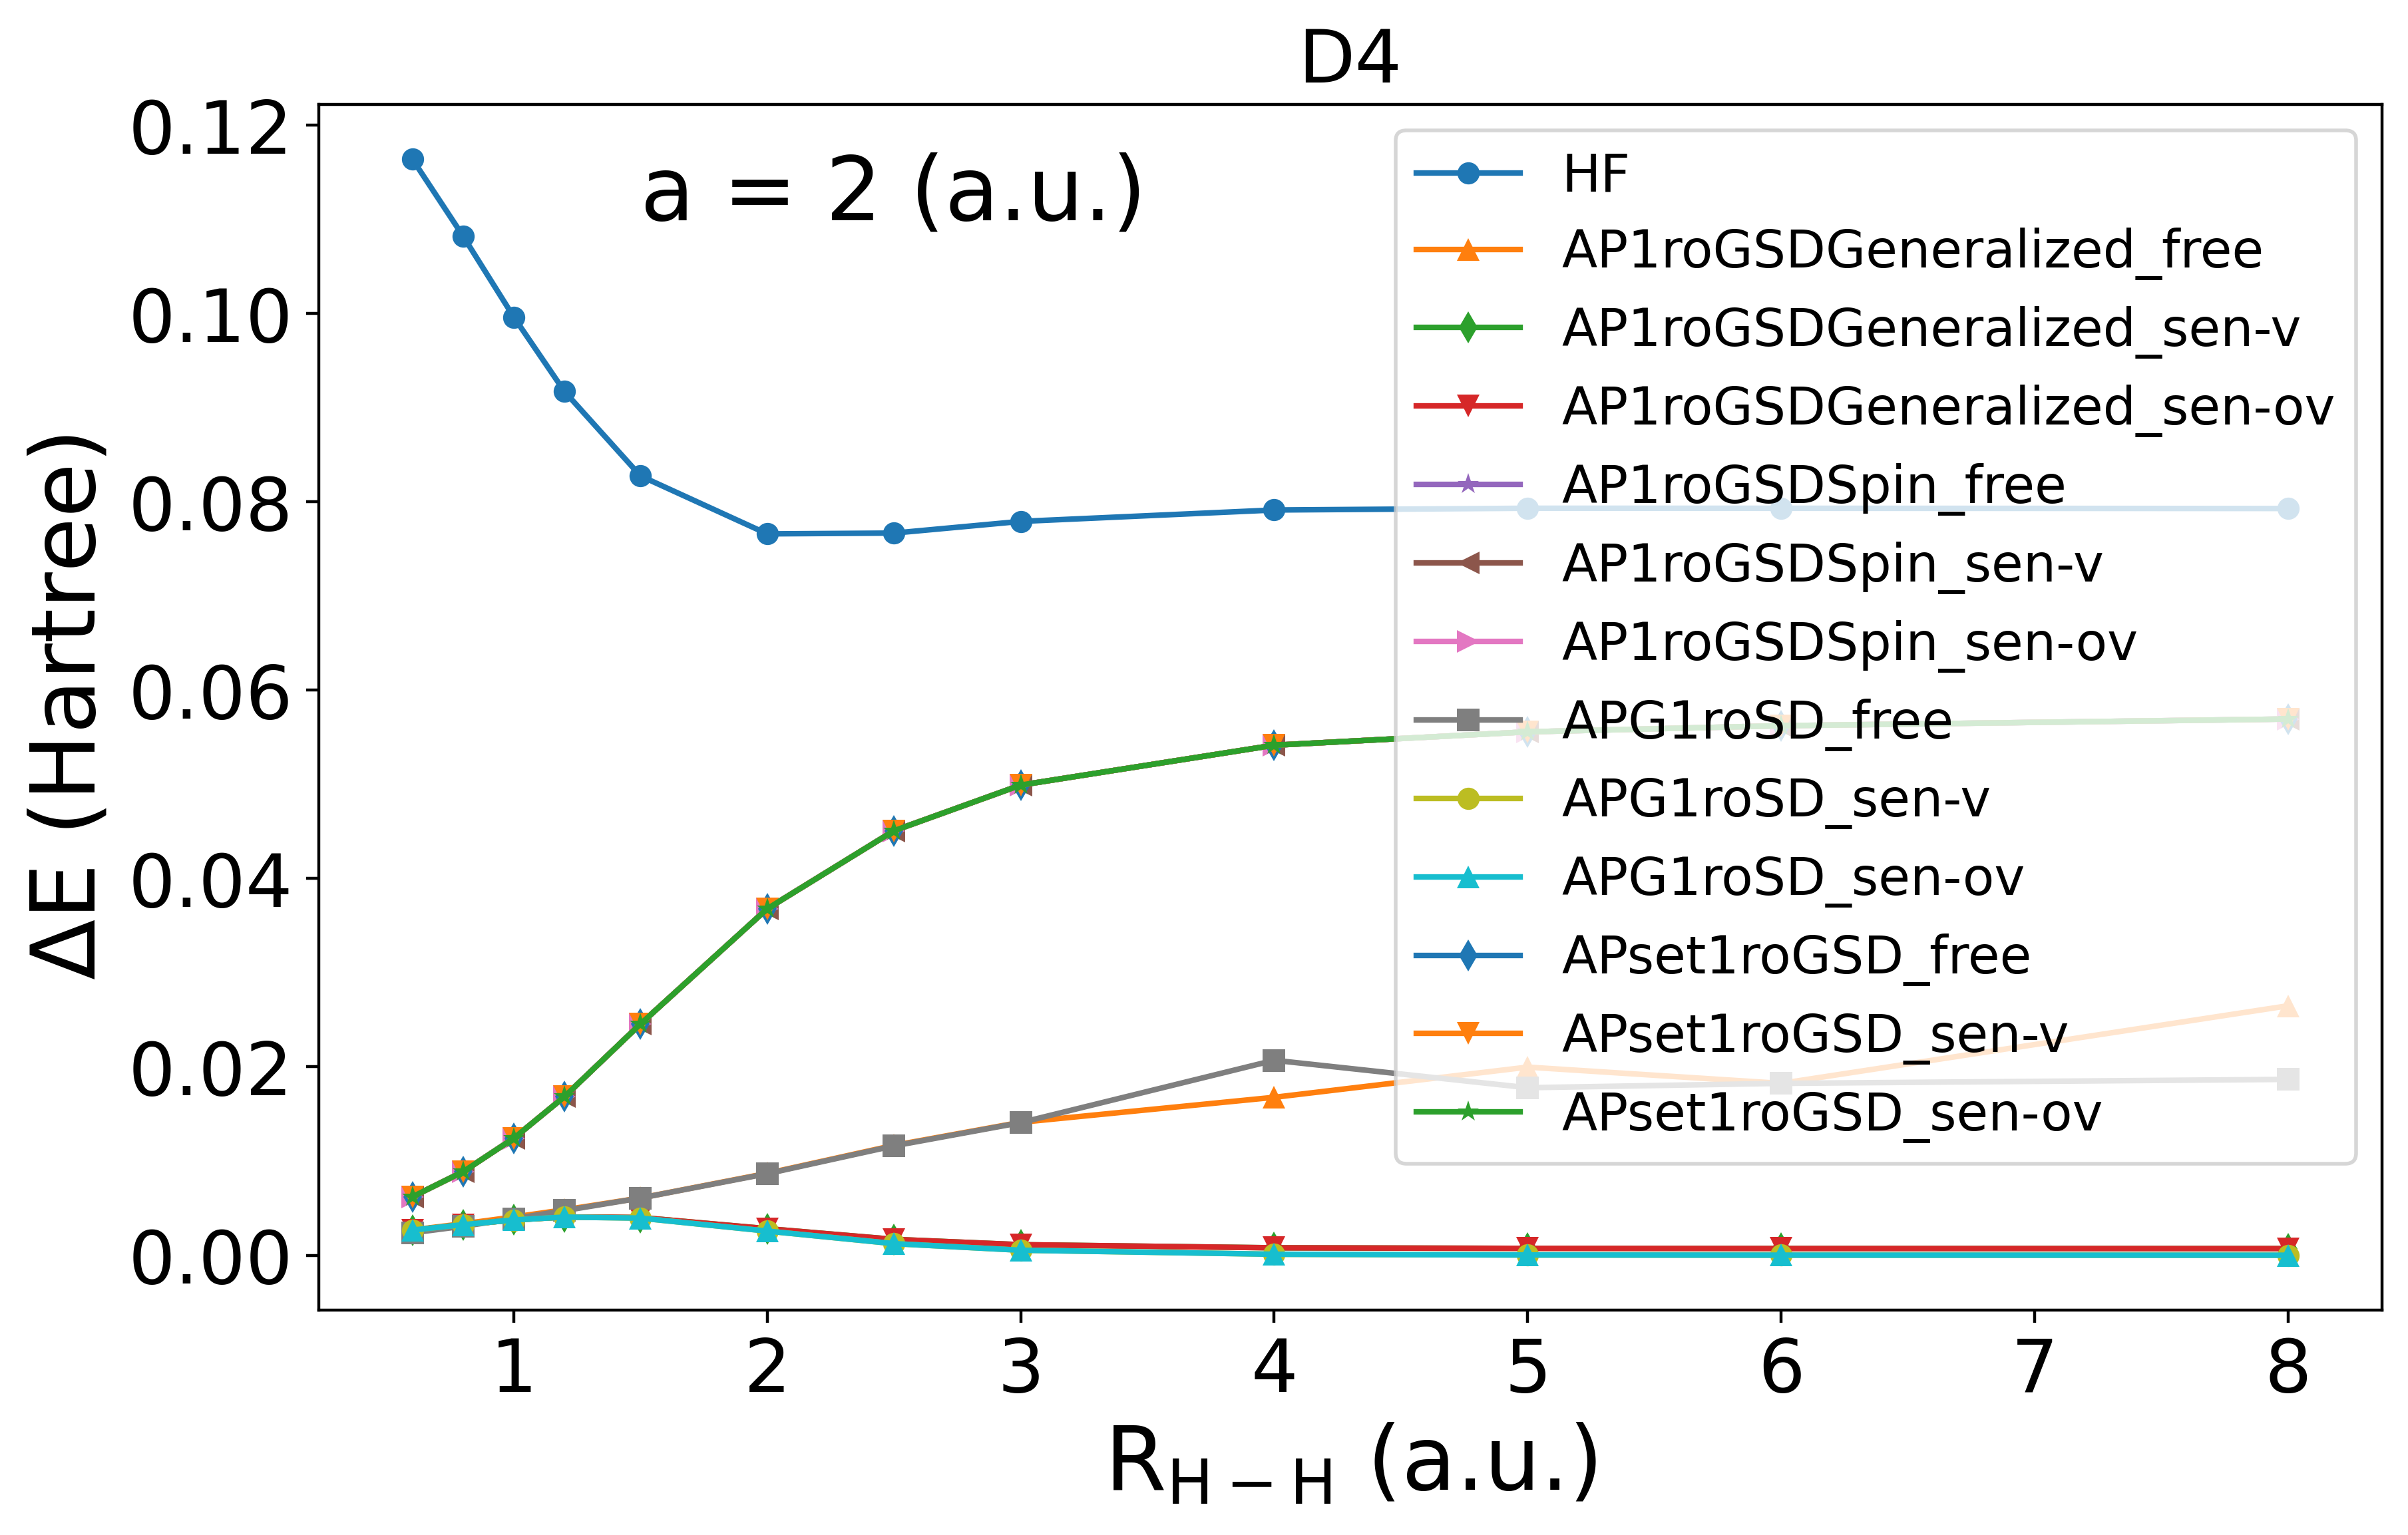 D4
a = 2 (a.u.)
HF
AP1roGSDGeneralized_free
AP1roGSDGeneralized_sen-v
AP1roGSDGeneralized_sen-ov
AP1roGSDSpin_free
AP1roGSDSpin_sen-v
AP1roGSDSpin_sen-ov
APG1roSD_free
APG1roSD_sen-v
APG1roSD_sen-ov
APset1roGSD_free
APset1roGSD_sen-v
APset1roGSD_sen-ov
ΔE (Hartree)
0.12
0.10
0.08
0.06
0.04
0.02
0.00
1 2 3 4 5 6 7 8
R_{H−H} (a.u.)